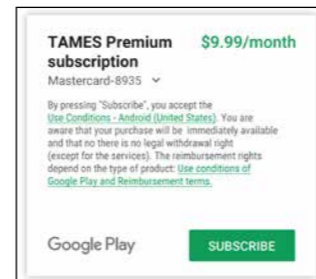 TAMES Premium $9.99/month
subscription
Mastercard-8935
By pressing "Subscribe", you accept the
Use Conditions - Android (United States). You are
aware that your purchase will be immediately available
and that no there is no legal withdrawal right
(except for the services). The reimbursement rights
depend on the type of product: Use conditions of
Google Play and Reimbursement terms.
Google Play SUBSCRIBE